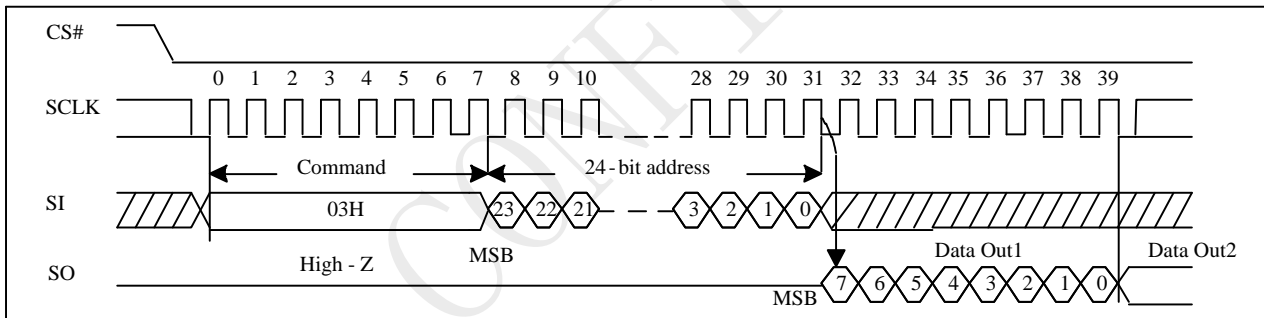 CS#
0 1 2 3 4 5 6 7 8 9 10 28 29 30 31 32 33 34 35 36 37 38 39
SCLK
Command 24-bit address
SI 03H 23 22 21 3 2 1 0
High - Z MSB Data Out1 Data Out2
SO MSB 7 6 5 4 3 2 1 0